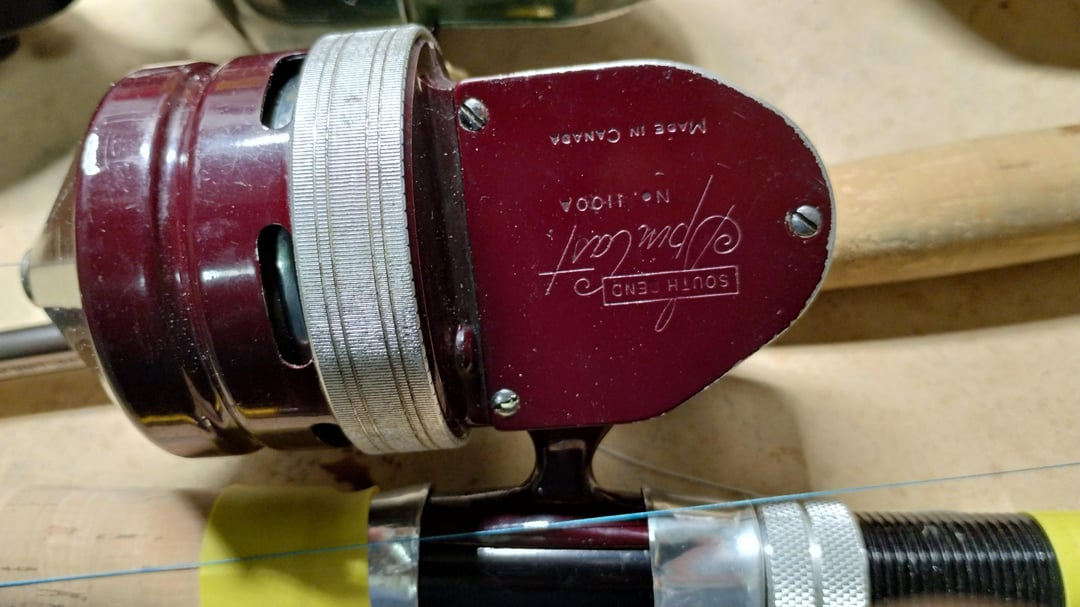 SOUTH BEND
Spincast
No. 1100A
MADE IN CANADA